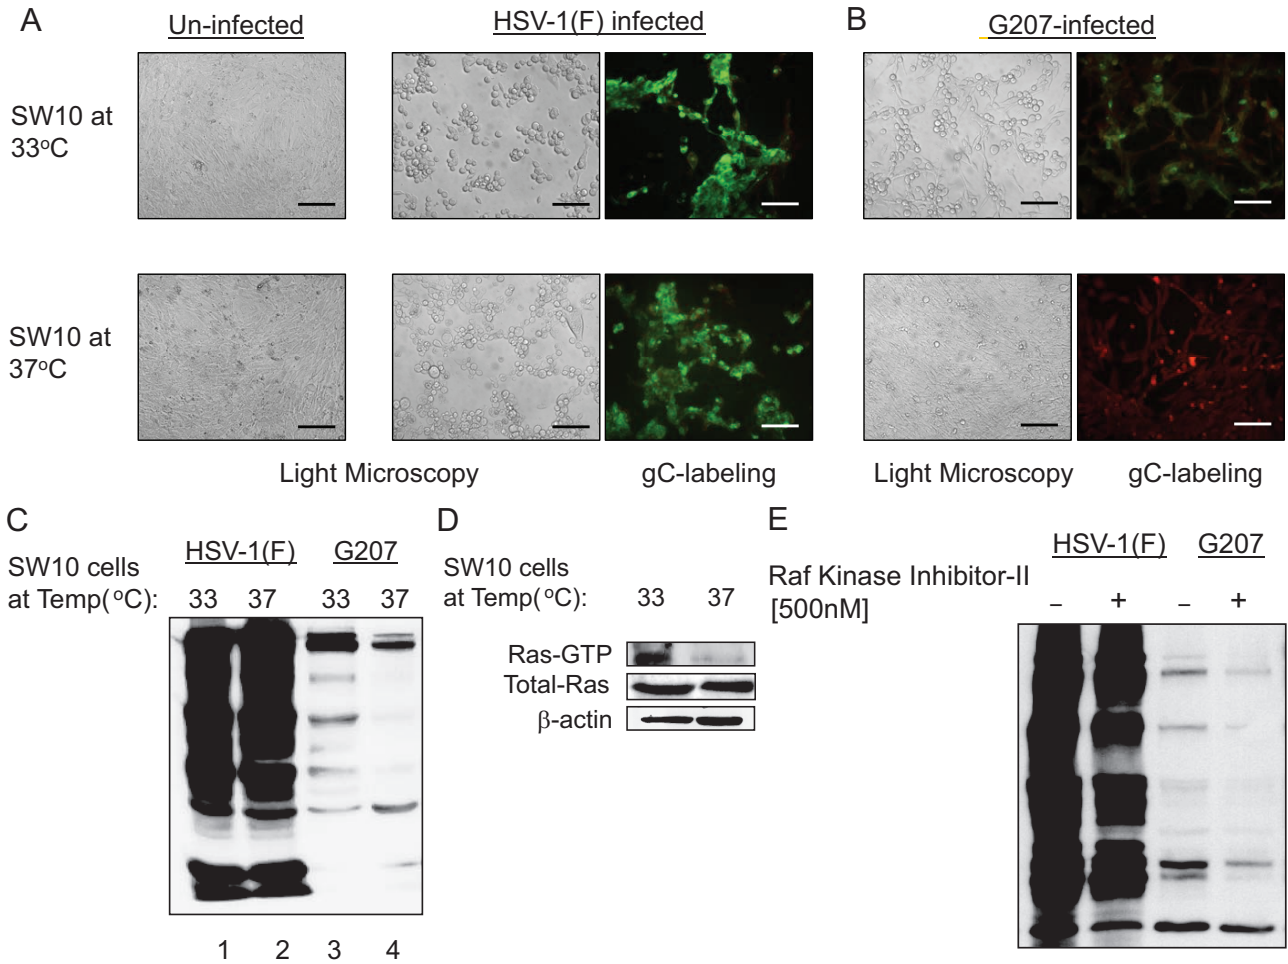 A
Un-infected
HSV-1(F) infected
B
G207-infected
SW10 at
33°C
SW10 at
37°C
Light Microscopy
gC-labeling
Light Microscopy
gC-labeling
C
HSV-1(F)
G207
SW10 cells
at Temp(°C):
33
37
33
37
1
2
3
4
D
SW10 cells
at Temp(°C):
33
37
Ras-GTP
Total-Ras
β-actin
E
HSV-1(F)
G207
Raf Kinase Inhibitor-II
[500nM]
–
+
–
+